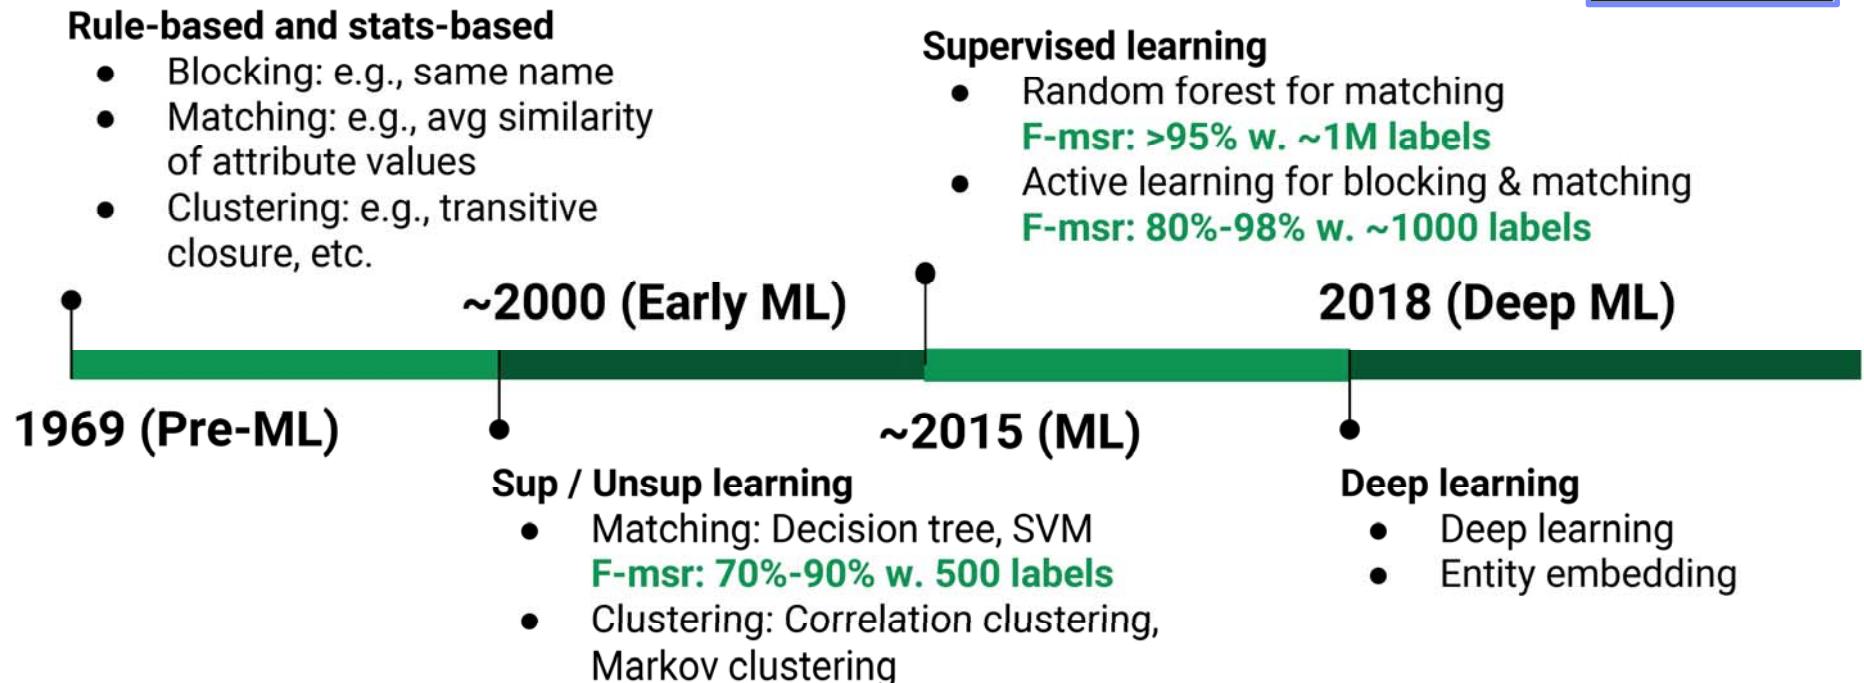 Rule-based and stats-based
● Blocking: e.g., same name
● Matching: e.g., avg similarity
of attribute values
● Clustering: e.g., transitive
closure, etc.
Supervised learning
● Random forest for matching
F-msr: >95% w. ~1M labels
● Active learning for blocking & matching
F-msr: 80%-98% w. ~1000 labels
~2000 (Early ML)
2018 (Deep ML)
1969 (Pre-ML)
~2015 (ML)
Sup / Unsup learning
● Matching: Decision tree, SVM
F-msr: 70%-90% w. 500 labels
● Clustering: Correlation clustering,
Markov clustering
Deep learning
● Deep learning
● Entity embedding